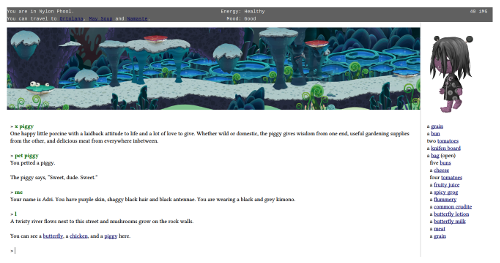 You are in Nylon Phool.
Energy: Healthy
You can travel to
and
Mood: Good
» x piggy
One happy little porcine with a laidback attitude to life and a lot of love to give. Whether wild or domestic, the piggy gives wisdom from one end, useful gardening supplies
from the other, and delicious meat from everywhere inbetween.
» pet piggy
You petted a piggy.
The piggy says, "Sweet, dude. Sweet."
» me
Your name is Adri. You have purple skin, shaggy black hair and black antennae. You are wearing a black and grey kimono.
» l
A twisty river flows next to this street and mushrooms grow on the rock walls.
You can see a butterfly, a chicken, and a piggy here.
»
a grain
a bun
two tomatoes
a knifen board
a bag (open)
five buns
a cheese
four tomatoes
a fruity juice
a spicy grog
a flummery
a common crudite
a butterfly lotion
a butterfly milk
a meat
a grain